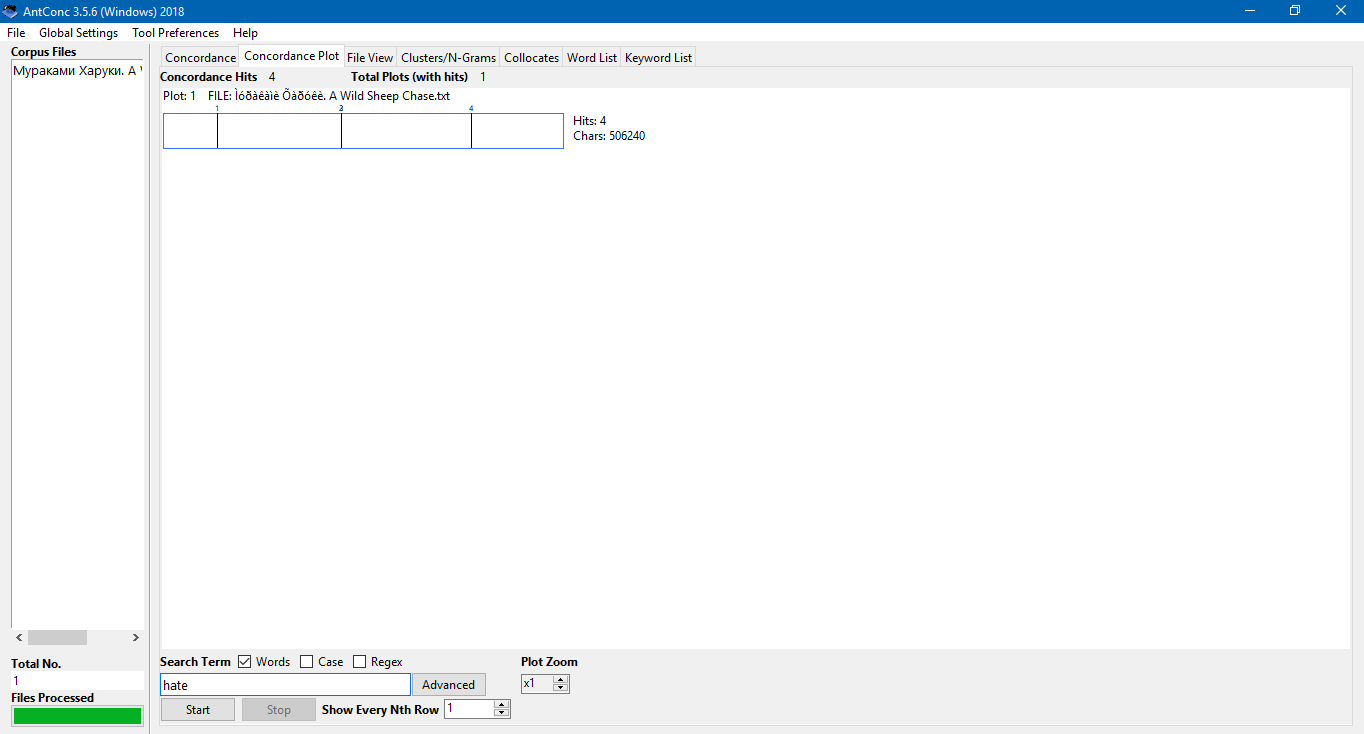 AntConc 3.5.6 (Windows) 2018
File Global Settings Tool Preferences Help
Corpus Files
Мураками Харуки. A
Concordance Concordance Plot File View Clusters/N-Grams Collocates Word List Keyword List
Concordance Hits 4 Total Plots (with hits) 1
Plot: 1 FILE: Ìóðàêàìè Õàðóêè. A Wild Sheep Chase.txt
1 4
Hits: 4
Chars: 506240
Total No.
1
Files Processed
Search Term Words Case Regex
hate
Advanced
Plot Zoom
x1
Start Stop Show Every Nth Row 1